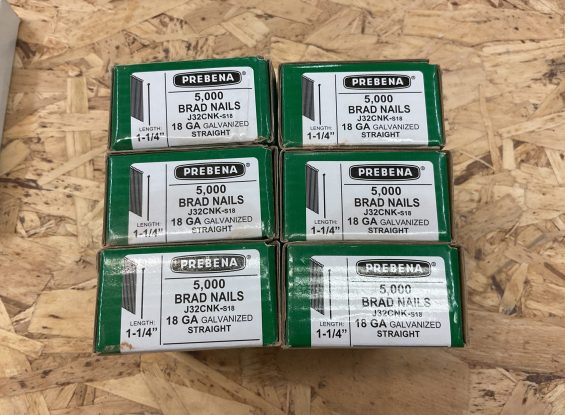 PREBENA®
5,000
BRAD NAILS
J32CNK-S18
LENGTH:
1-1/4"
18 GA GALVANIZED
STRAIGHT
PREBENA®
5,000
BRAD NAILS
J32CNK-S18
LENGTH:
1-1/4"
18 GA GALVANIZED
STRAIGHT
PREBENA®
5,000
BRAD NAILS
J32CNK-S18
LENGTH:
1-1/4"
18 GA GALVANIZED
STRAIGHT
PREBENA®
5,000
BRAD NAILS
J32CNK-S18
LENGTH:
1-1/4"
18 GA GALVANIZED
STRAIGHT
PREBENA®
5,000
BRAD NAILS
J32CNK-S18
LENGTH:
1-1/4"
18 GA GALVANIZED
STRAIGHT
PREBENA®
5,000
BRAD NAILS
J32CNK-S18
LENGTH:
1-1/4"
18 GA GALVANIZED
STRAIGHT